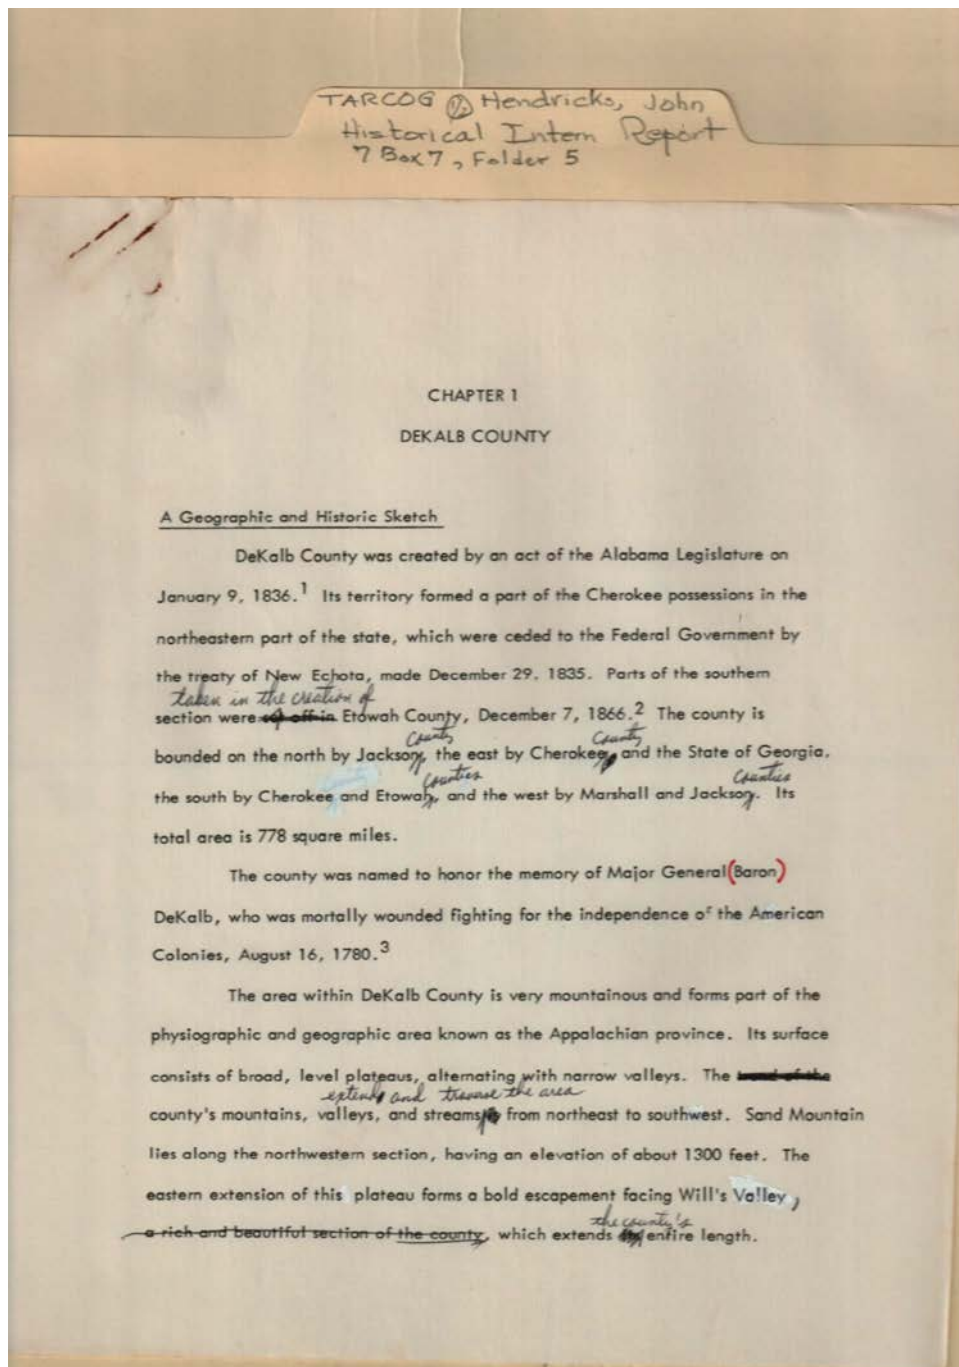 TARCOG ½ Hendricks, John
Historical Intern Report
7 Box 7, Folder 5
CHAPTER 1
DEKALB COUNTY
A Geographic and Historic Sketch
DeKalb County was created by an act of the Alabama Legislature on
January 9, 1836.1 Its territory formed a part of the Cherokee possessions in the
northeastern part of the state, which were ceded to the Federal Government by
the treaty of New Echota, made December 29, 1835. Parts of the southern
taken in the creation of
section were cut off in Etowah County, December 7, 1866.2 The county is
County County
bounded on the north by Jackson, the east by Cherokee, and the State of Georgia,
Counties Counties
the south by Cherokee and Etowah, and the west by Marshall and Jackson. Its
total area is 778 square miles.
The county was named to honor the memory of Major General (Baron)
DeKalb, who was mortally wounded fighting for the independence of the American
Colonies, August 16, 1780.3
The area within DeKalb County is very mountainous and forms part of the
physiographic and geographic area known as the Appalachian province. Its surface
consists of broad, level plateaus, alternating with narrow valleys. The trend of the
extend and traverse the area
county's mountains, valleys, and streams from northeast to southwest. Sand Mountain
lies along the northwestern section, having an elevation of about 1300 feet. The
eastern extension of this plateau forms a bold escapement facing Will's Valley,
the county's
a rich and beautiful section of the county, which extends entire length.